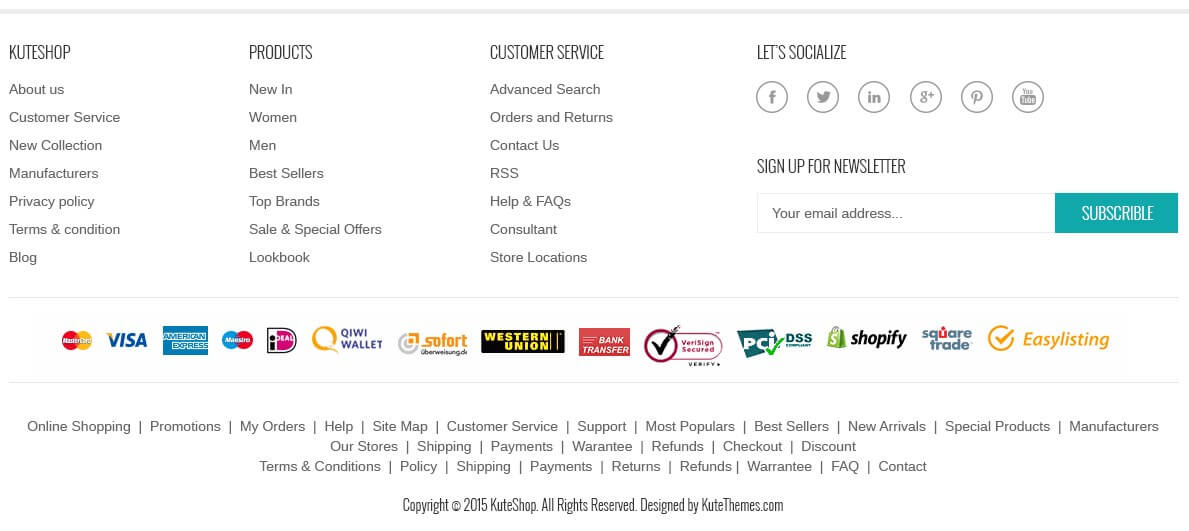 KUTESHOP
About us
Customer Service
New Collection
Manufacturers
Privacy policy
Terms & condition
Blog
PRODUCTS
New In
Women
Men
Best Sellers
Top Brands
Sale & Special Offers
Lookbook
CUSTOMER SERVICE
Advanced Search
Orders and Returns
Contact Us
RSS
Help & FAQs
Consultant
Store Locations
LET'S SOCIALIZE
f in g+ You Tube
SIGN UP FOR NEWSLETTER
Your email address... SUBSCRIBLE
MasterCard VISA AMERICAN EXPRESS Maestro iDEAL QIWI WALLET sofort überweisung.de WESTERN UNION BANK TRANSFER VeriSign Secured VERIFY PCI DSS COMPLIANT shopify square trade Easylisting
Online Shopping | Promotions | My Orders | Help | Site Map | Customer Service | Support | Most Populars | Best Sellers | New Arrivals | Special Products | Manufacturers
Our Stores | Shipping | Payments | Warantee | Refunds | Checkout | Discount
Terms & Conditions | Policy | Shipping | Payments | Returns | Refunds | Warrantee | FAQ | Contact
Copyright © 2015 KuteShop. All Rights Reserved. Designed by KuteThemes.com